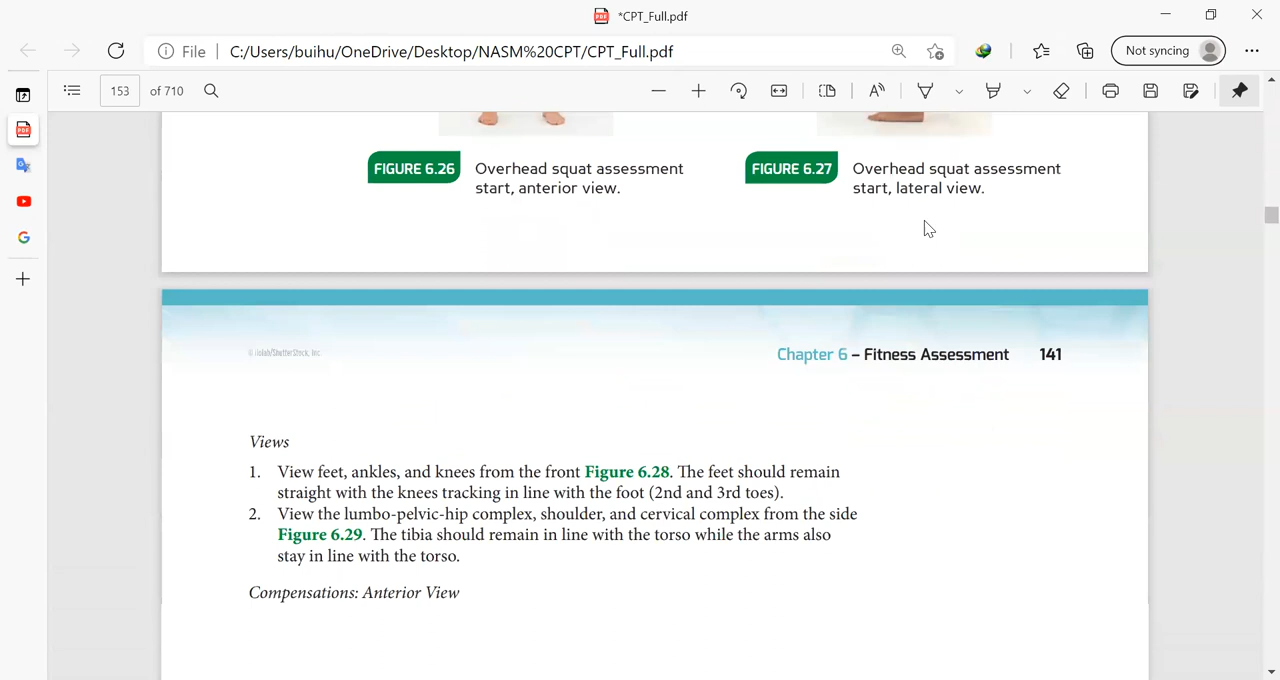 *CPT_Full.pdf
File C:/Users/buihu/OneDrive/Desktop/NASM%20CPT/CPT_Full.pdf Not syncing
153 of 710
FIGURE 6.26 Overhead squat assessment start, anterior view.
FIGURE 6.27 Overhead squat assessment start, lateral view.
© ilolab/ShutterStock, Inc.
Chapter 6 – Fitness Assessment 141
Views
1. View feet, ankles, and knees from the front Figure 6.28. The feet should remain
straight with the knees tracking in line with the foot (2nd and 3rd toes).
2. View the lumbo-pelvic-hip complex, shoulder, and cervical complex from the side
Figure 6.29. The tibia should remain in line with the torso while the arms also
stay in line with the torso.
Compensations: Anterior View